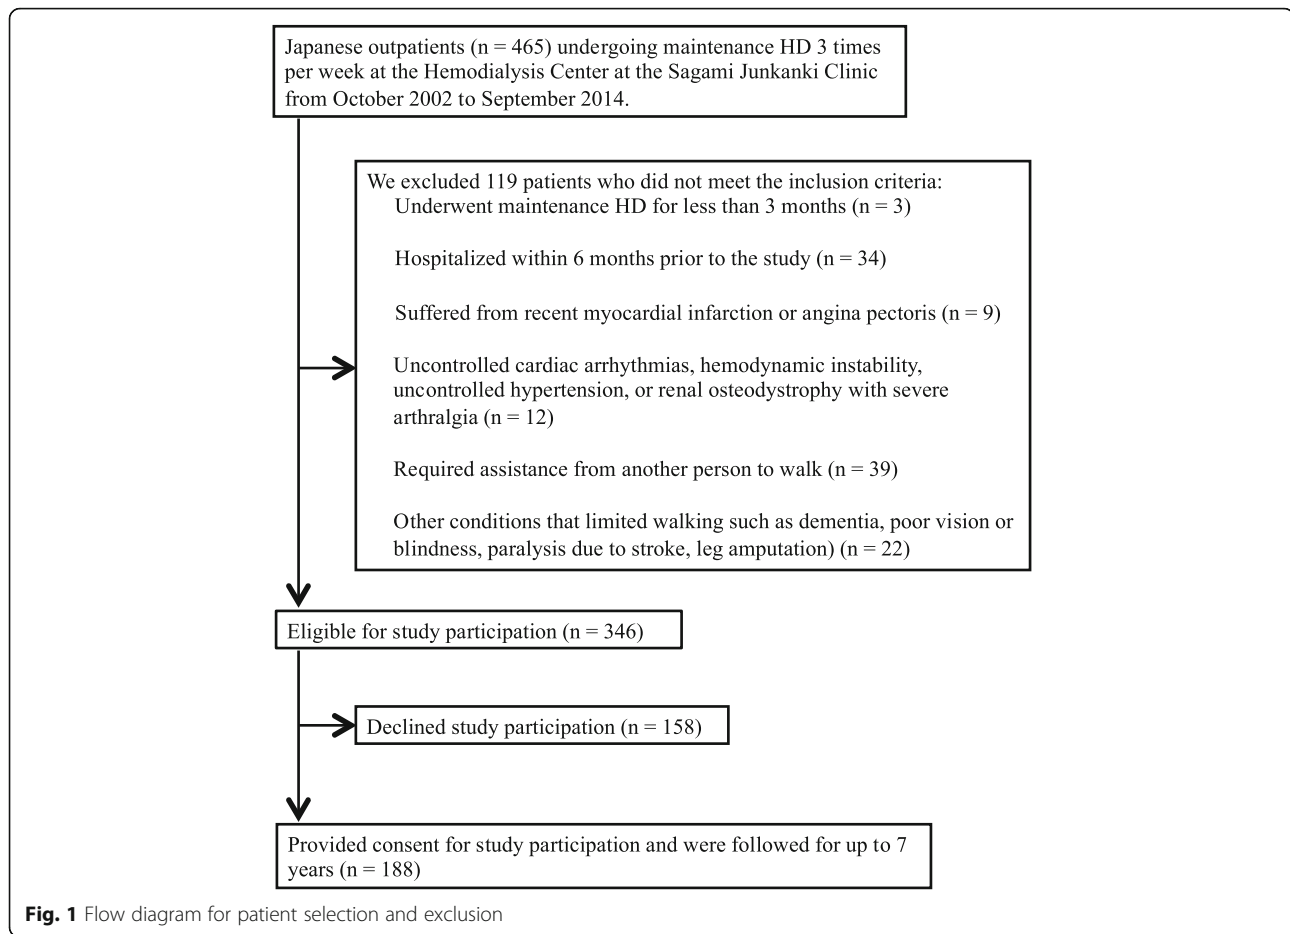 Japanese outpatients (n = 465) undergoing maintenance HD 3 times
per week at the Hemodialysis Center at the Sagami Junkanki Clinic
from October 2002 to September 2014.
We excluded 119 patients who did not meet the inclusion criteria:
Underwent maintenance HD for less than 3 months (n = 3)
Hospitalized within 6 months prior to the study (n = 34)
Suffered from recent myocardial infarction or angina pectoris (n = 9)
Uncontrolled cardiac arrhythmias, hemodynamic instability,
uncontrolled hypertension, or renal osteodystrophy with severe
arthralgia (n = 12)
Required assistance from another person to walk (n = 39)
Other conditions that limited walking such as dementia, poor vision or
blindness, paralysis due to stroke, leg amputation) (n = 22)
Eligible for study participation (n = 346)
Declined study participation (n = 158)
Provided consent for study participation and were followed for up to 7
years (n = 188)
Fig. 1 Flow diagram for patient selection and exclusion